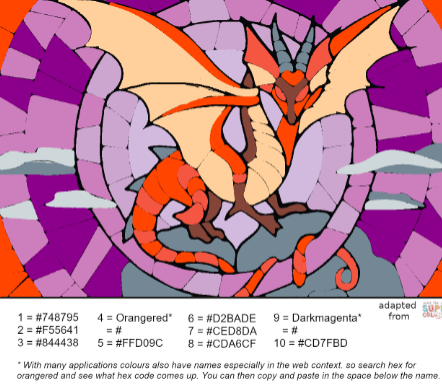 1 = #748795
2 = #F55641
3 = #844438
4 = Orangered*
= #
5 = #FFD09C
6 = #D2BADE
7 = #CED8DA
8 = #CDA6CF
9 = Darkmagenta*
= #
10 = #CD7FBD
adapted
from
SUP
* With many applications colours also have names especially in the web context. so search hex for
orangered and see what hex code comes up. You can then copy and paste in the space below the name.